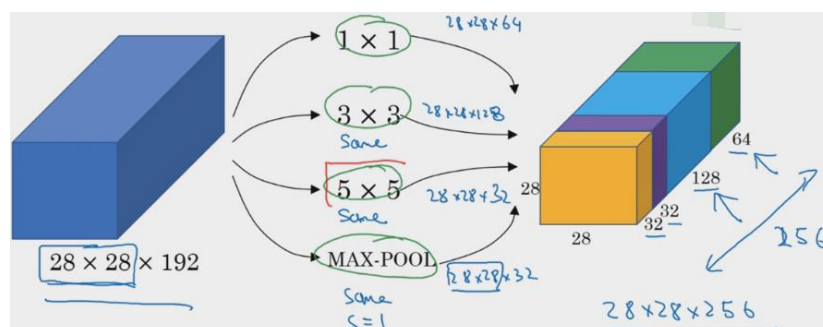 1 × 1
28×28×64
3 × 3
Same
28×28×128
5 × 5
Same
28×28×32
MAX-POOL
Same
S=1
28×28×32
28 × 28 × 192
28
28
32
32
128
64
256
28×28×256